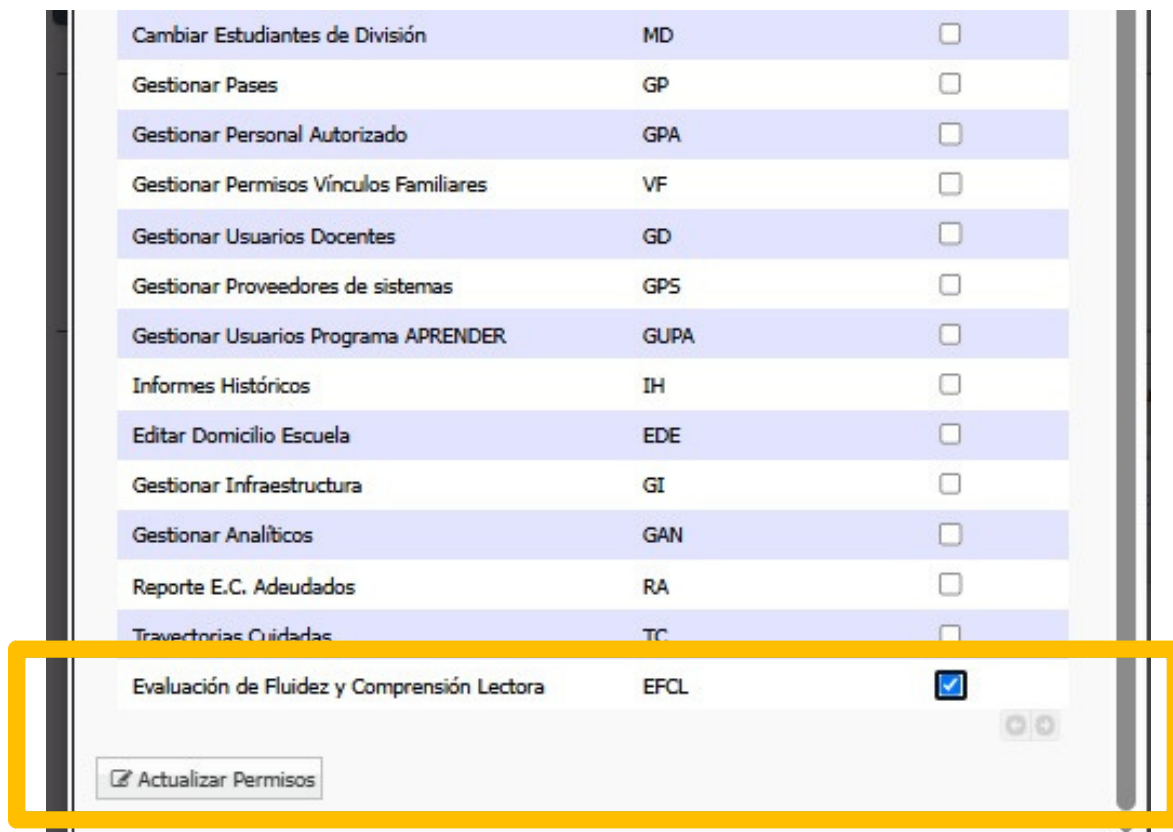 Cambiar Estudiantes de División MD
Gestionar Pases GP
Gestionar Personal Autorizado GPA
Gestionar Permisos Vínculos Familiares VF
Gestionar Usuarios Docentes GD
Gestionar Proveedores de sistemas GPS
Gestionar Usuarios Programa APRENDER GUPA
Informes Históricos IH
Editar Domicilio Escuela EDE
Gestionar Infraestructura GI
Gestionar Analíticos GAN
Reporte E.C. Adeudados RA
Trayectorias Cuidadas TC
Evaluación de Fluidez y Comprensión Lectora EFCL
Actualizar Permisos